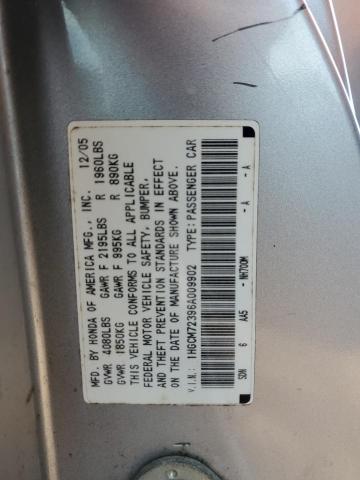 MFD. BY HONDA OF AMERICA MFG., INC. 12/05
GVWR 4080LBS GAWR F 2195LBS R 1960LBS
GVWR 1850KG GAWR F 995KG R 890KG
THIS VEHICLE CONFORMS TO ALL APPLICABLE
FEDERAL MOTOR VEHICLE SAFETY, BUMPER,
AND THEFT PREVENTION STANDARDS IN EFFECT
ON THE DATE OF MANUFACTURE SHOWN ABOVE.
V.I.N.: 1HGCM72396A009902 TYPE: PASSENGER CAR
SDN 6 AA5 - NH700M - A - A